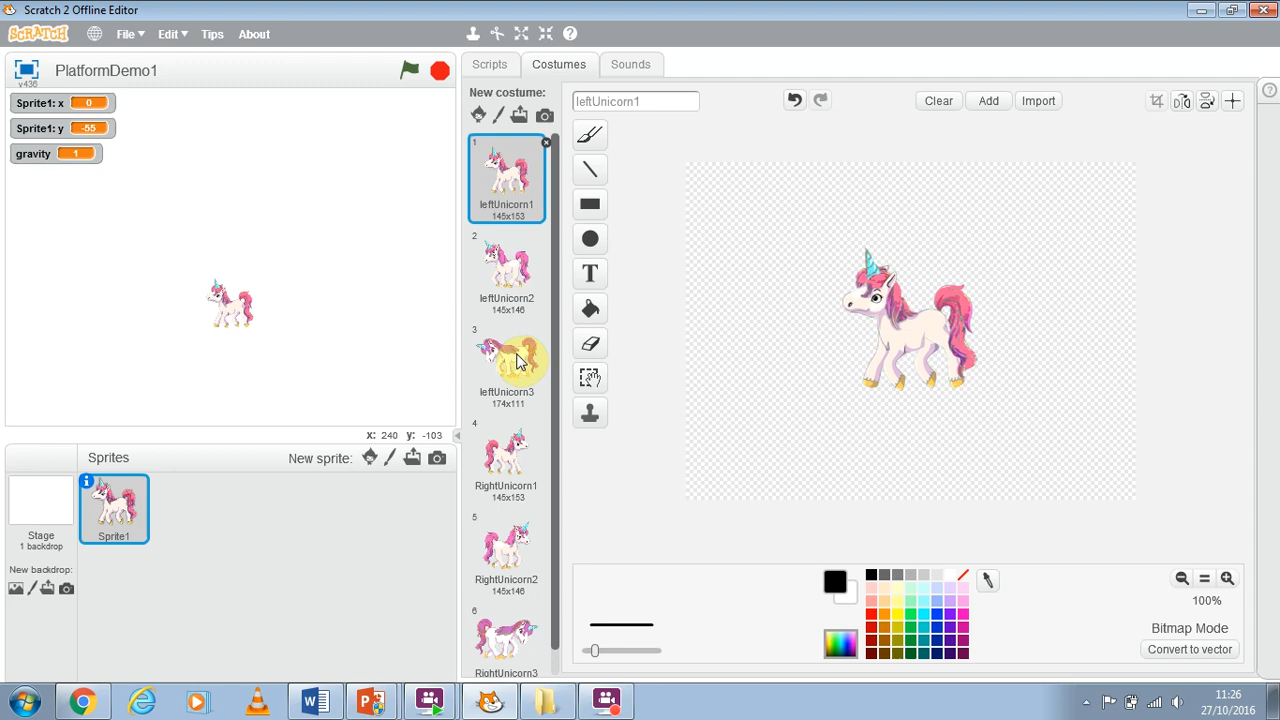 Scratch 2 Offline Editor
SCRATCH File Edit Tips About
PlatformDemo1
v436
Sprite1: x 0
Sprite1: y -55
gravity 1
x: 240 y: -103
Sprites New sprite:
Stage
1 backdrop
New backdrop:
Sprite1
Scripts Costumes Sounds
New costume:
1
leftUnicorn1
145x153
2
leftUnicorn2
145x146
3
leftUnicorn3
174x111
4
RightUnicorn1
145x153
5
RightUnicorn2
145x146
6
RightUnicorn3
leftUnicorn1
Clear Add Import
T
100%
Bitmap Mode
Convert to vector
11:26
27/10/2016